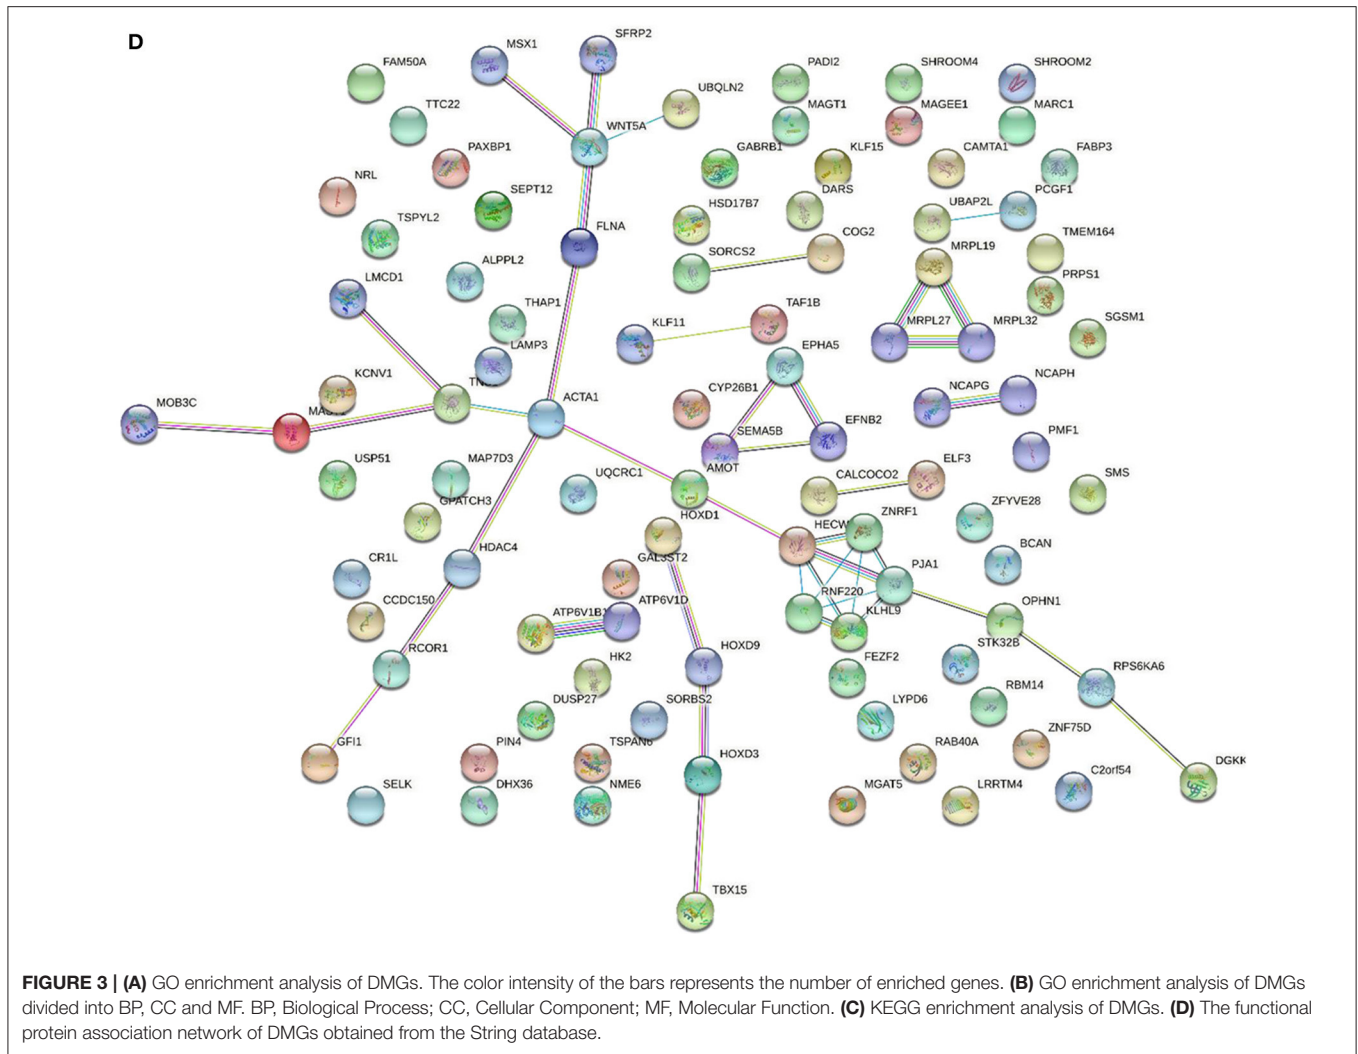 D
SFRP2
MSX1
FAM50A
PADI2
SHROOM4
SHROOM2
UBQLN2
TTC22
MAGT1
MAGEE1
MARC1
WNT5A
PAXBP1
GABRB1
KLF15
CAMTA1
FABP3
NRL
SEPT12
DARS
PCGF1
HSD17B7
UBAP2L
TSPYL2
FLNA
COG2
TMEM164
SORCS2
MRPL19
ALPPL2
LMCD1
PRPS1
THAP1
TAF1B
MRPL27
MRPL32
SGSM1
KLF11
LAMP3
EPHA5
KCNV1
CYP26B1
NCAPG
NCAPH
ACTA1
MOB3C
SEMA5B
EFNB2
PMF1
USP51
MAP7D3
UQCRC1
AMOT
CALCOCO2
ELF3
SMS
GPATCH3
HOXD1
ZNRF1
ZFYVE28
HDAC4
BCAN
CR1L
GAL3ST2
PJA1
RNF220
CCDC150
ATP6V1B1
ATP6V1D
KLHL9
OPHN1
RCOR1
HOXD9
STK32B
HK2
FEZF2
RPS6KA6
DUSP27
SORBS2
LYPD6
RBM14
GFI1
PIN4
TSPAN6
HOXD3
RAB40A
ZNF75D
DGKK
C2orf54
SELK
DHX36
NME6
MGAT5
LRRTM4
TBX15
FIGURE 3 | (A) GO enrichment analysis of DMGs. The color intensity of the bars represents the number of enriched genes. (B) GO enrichment analysis of DMGs
divided into BP, CC and MF. BP, Biological Process; CC, Cellular Component; MF, Molecular Function. (C) KEGG enrichment analysis of DMGs. (D) The functional
protein association network of DMGs obtained from the String database.